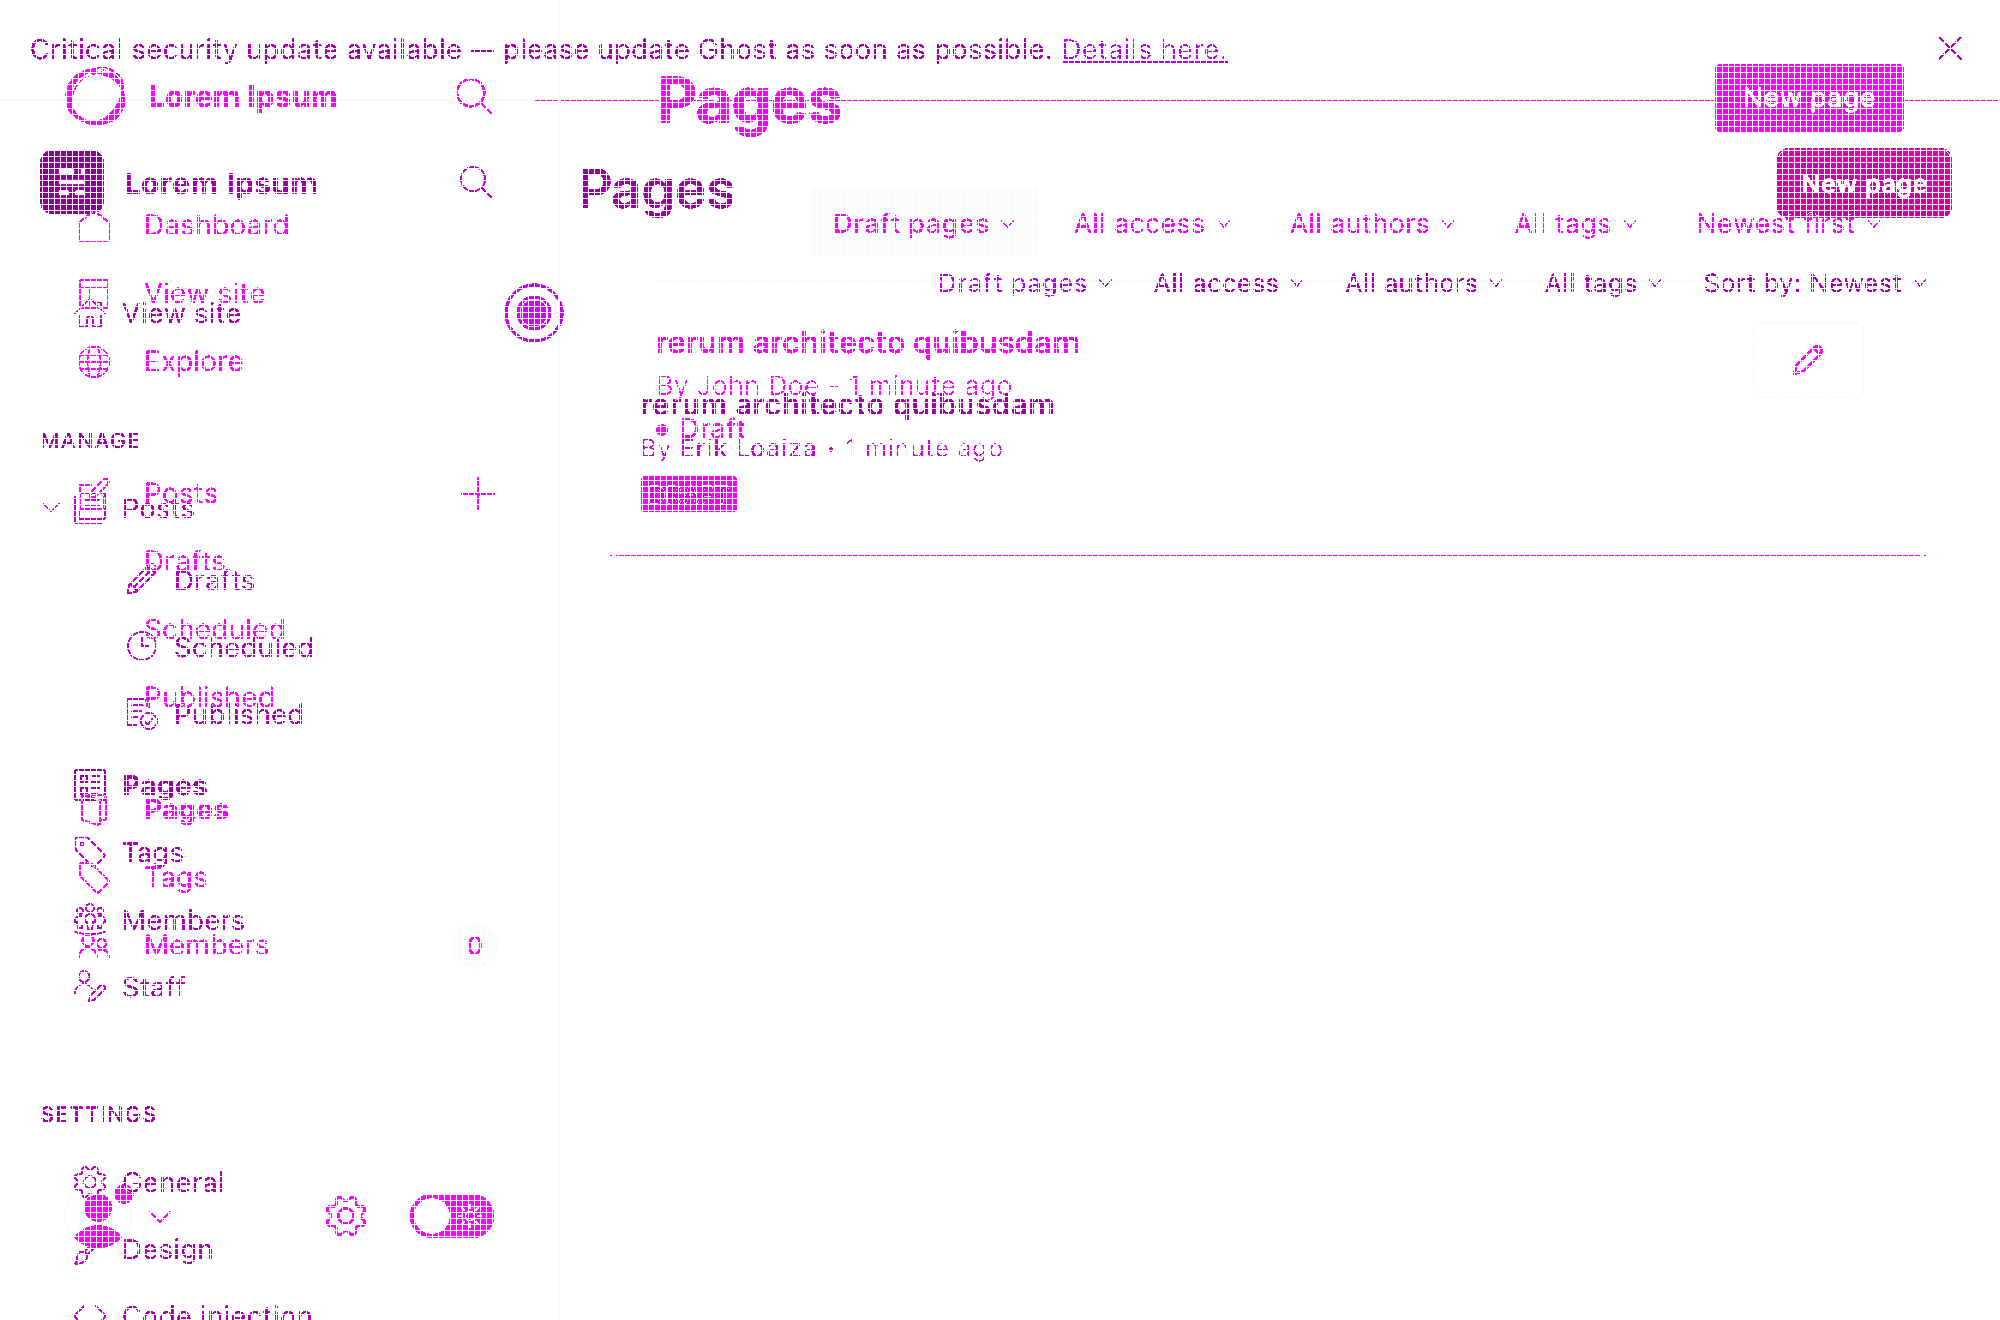 Critical security update available — please update Ghost as soon as possible. Details here.
Lorem Ipsum
Pages
New page
Lorem Ipsum
Pages
New page
Dashboard
Draft pages
All access
All authors
All tags
Newest first
Draft pages
All access
All authors
All tags
Sort by: Newest
View site
View site
Explore
rerum architecto quibusdam
By John Doe - 1 minute ago
rerum architecto quibusdam
Draft
By Erik Loaiza • 1 minute ago
MANAGE
Posts
Posts
Drafts
Drafts
Scheduled
Scheduled
Published
Published
Pages
Pages
Tags
Tags
Members
Members
0
Staff
SETTINGS
General
Design
Code injection